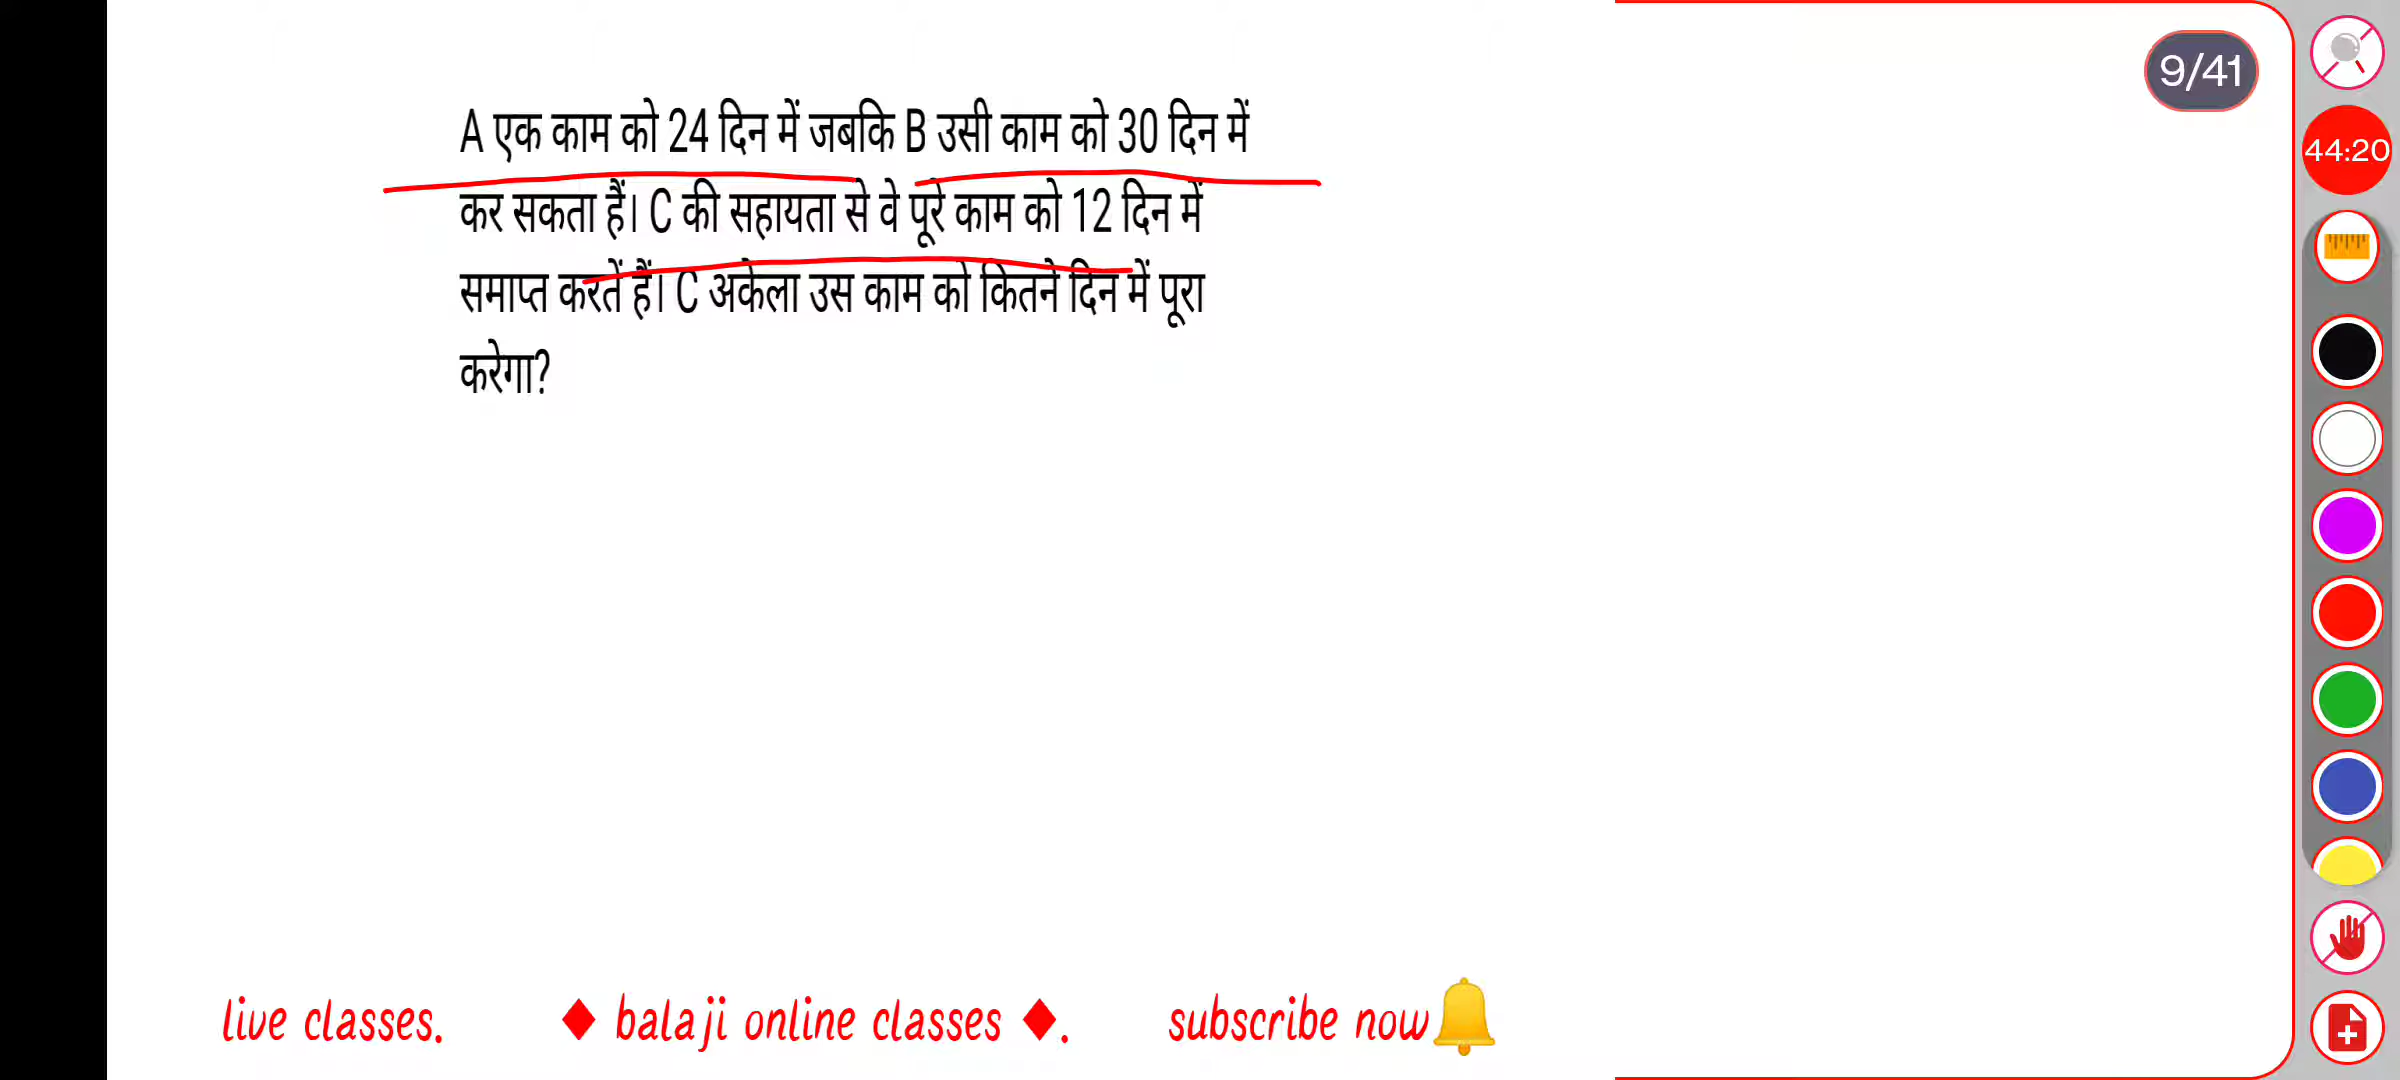 9/41
44:20
A एक काम को 24 दिन में जबकि B उसी काम को 30 दिन में
कर सकता हैं। C की सहायता से वे पूरे काम को 12 दिन में
समाप्त करतें हैं। C अकेला उस काम को कितने दिन में पूरा
करेगा?
live classes. ♦ balaji online classes ♦. subscribe now🔔